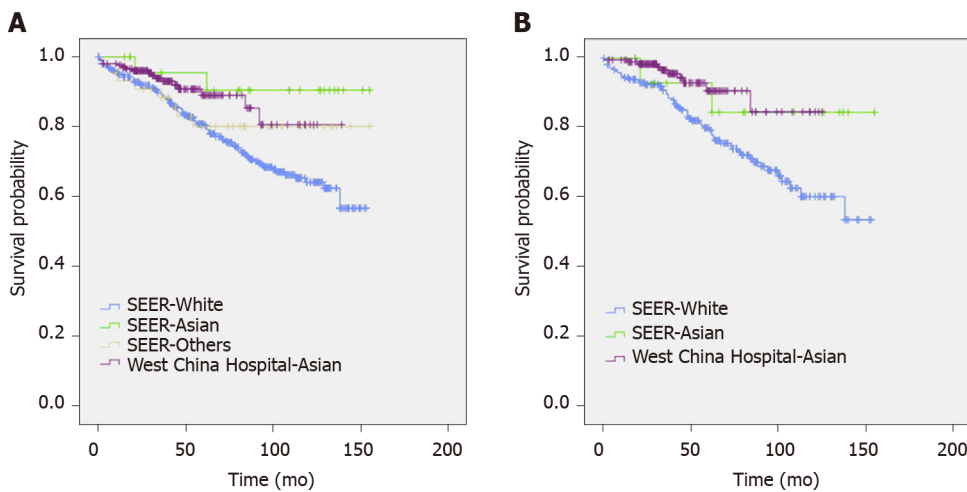 A
Survival probability
1.0
0.8
0.6
0.4
0.2
0.0
SEER-White
SEER-Asian
SEER-Others
West China Hospital-Asian
0 50 100 150 200
Time (mo)
B
Survival probability
1.0
0.8
0.6
0.4
0.2
0.0
SEER-White
SEER-Asian
West China Hospital-Asian
0 50 100 150 200
Time (mo)